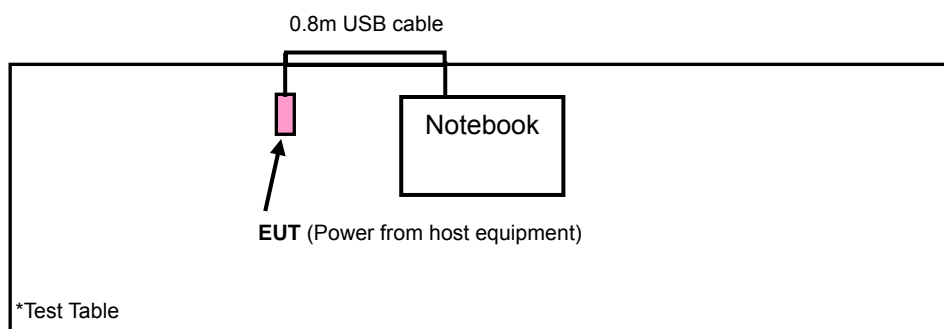 0.8m USB cable
Notebook
EUT (Power from host equipment)
*Test Table